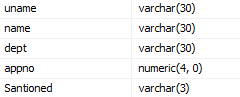 uname varchar(30)
name varchar(30)
dept varchar(30)
appno numeric(4, 0)
Santioned varchar(3)